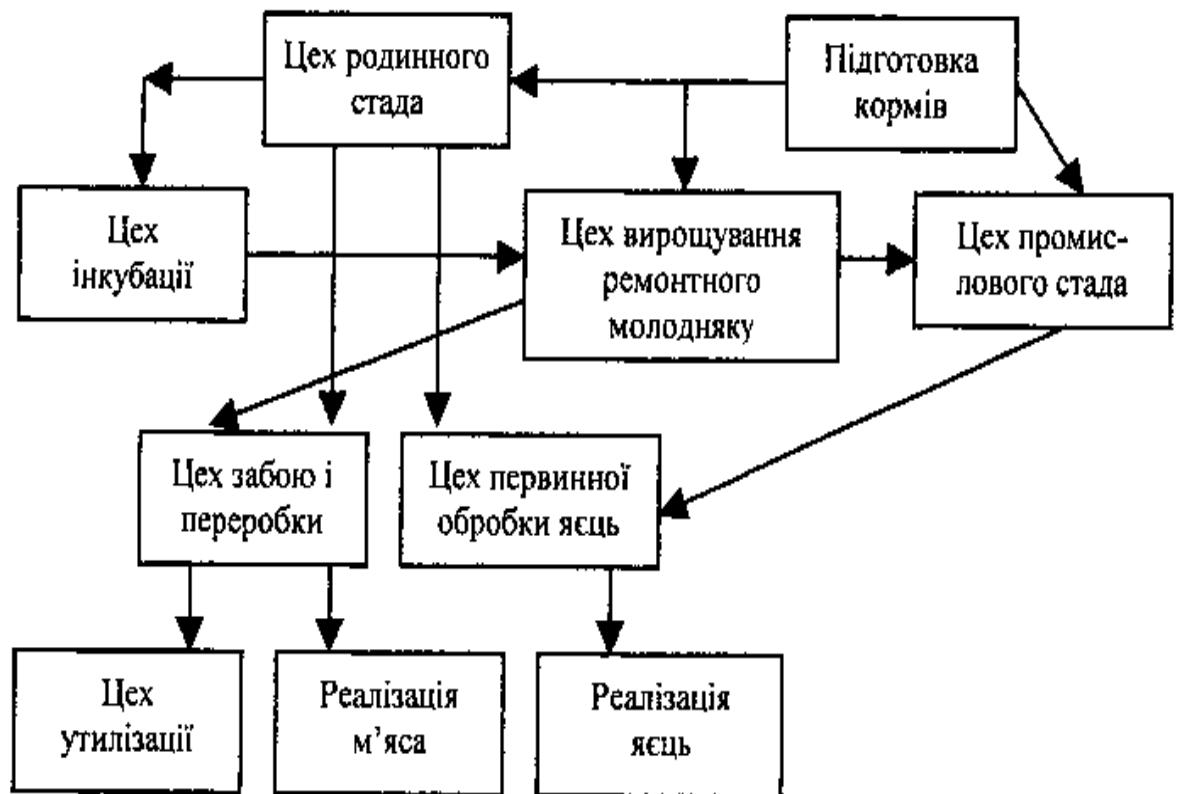 Цех родинного
стада
Підготовка
кормів
Цех
інкубації
Цех вирощування
ремонтного
молодняку
Цех промис-
лового стада
Цех забою і
переробки
Цех первинної
обробки яєць
Цех
утилізації
Реалізація
м’яса
Реалізація
яєць